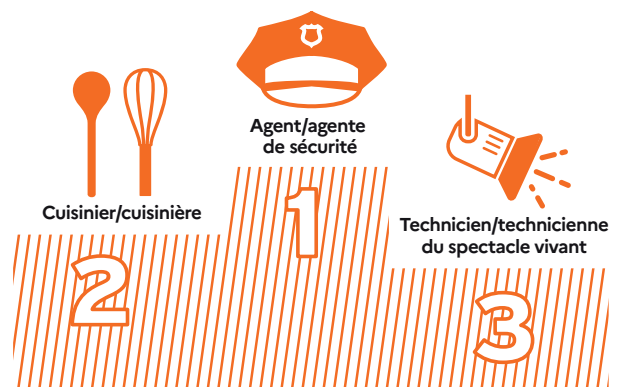 Agent/agente
de sécurité
1
Cuisinier/cuisinière
2
Technicien/technicienne
du spectacle vivant
3